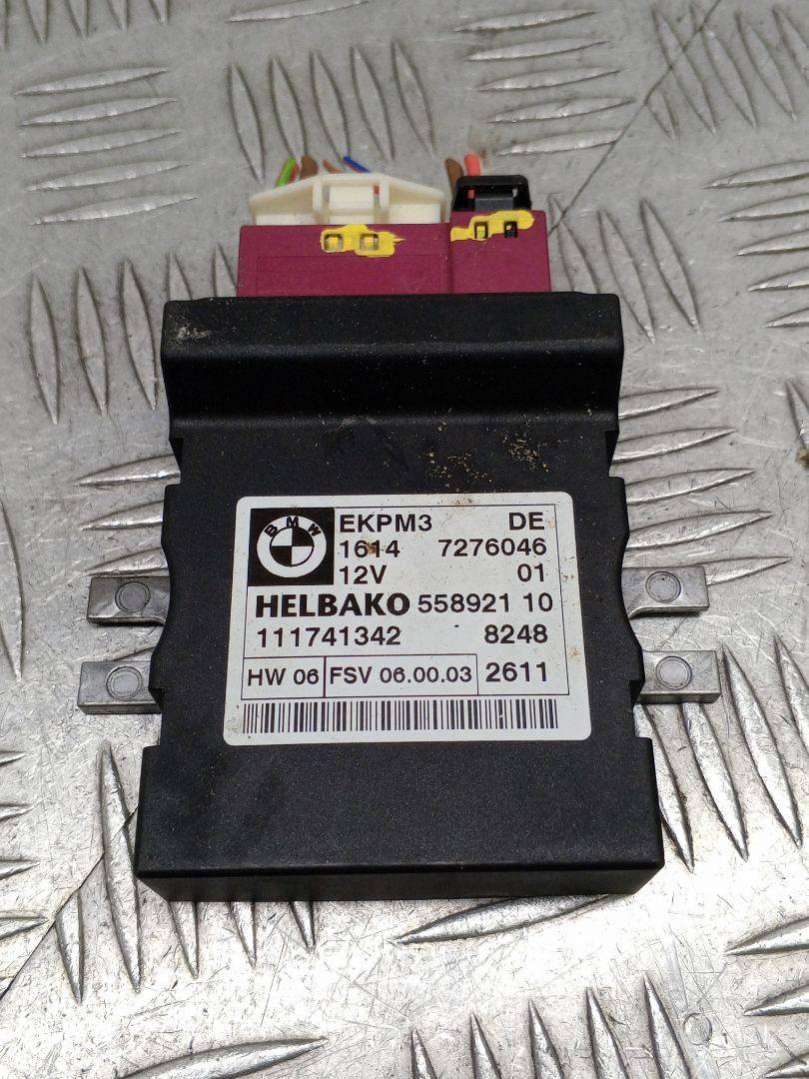 BMW
EKPM3 DE
1614 7276046
12V 01
HELBAKO 558921 10
111741342 8248
HW 06 FSV 06.00.03 2611